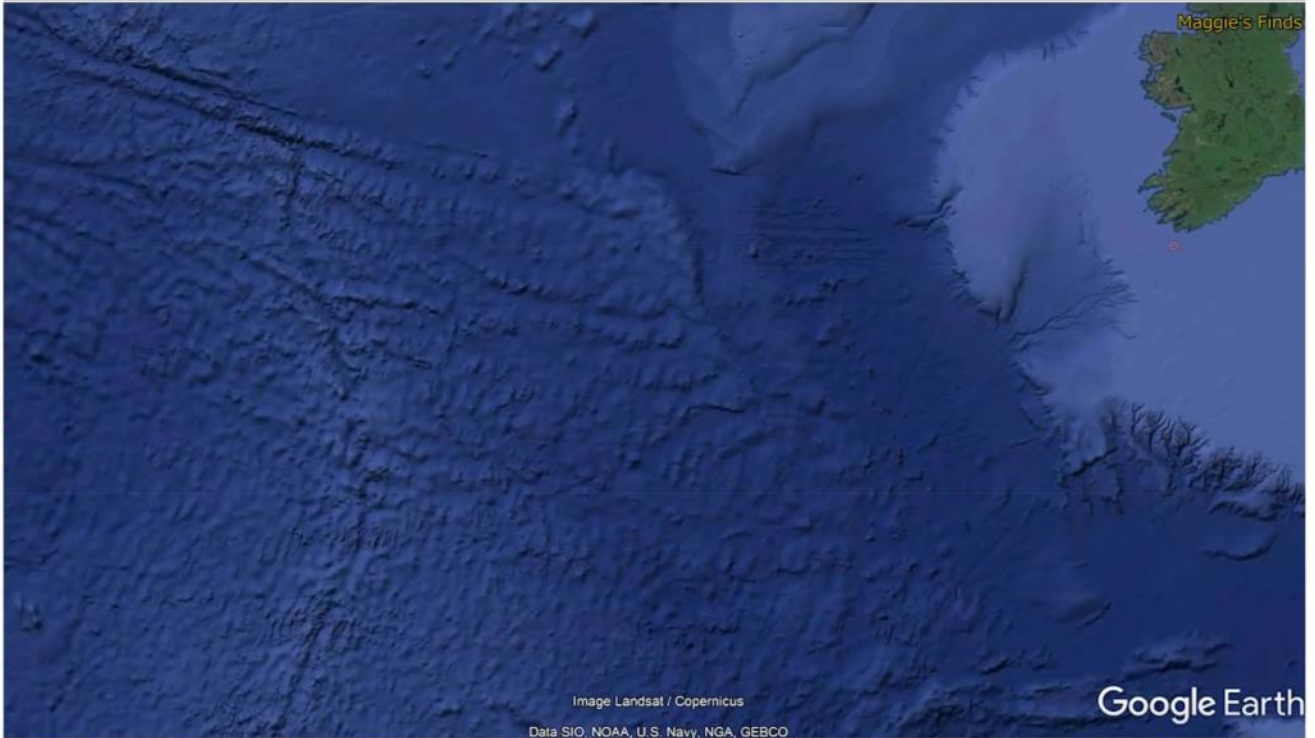 Maggie's Finds
Image Landsat / Copernicus
Google Earth
Data SIO, NOAA, U.S. Navy, NGA, GEBCO